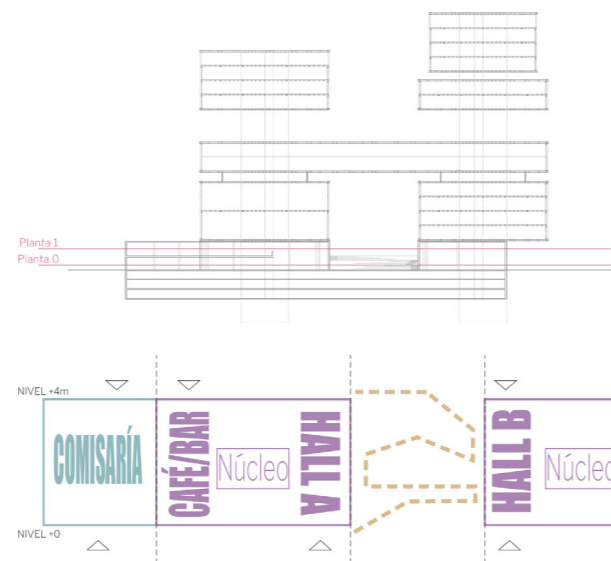 Planta 1
Planta 0
NIVEL +4m
COMISARÍA
CAFÉ/BAR
Núcleo
HALL A
HALL B
Núcleo
NIVEL +0